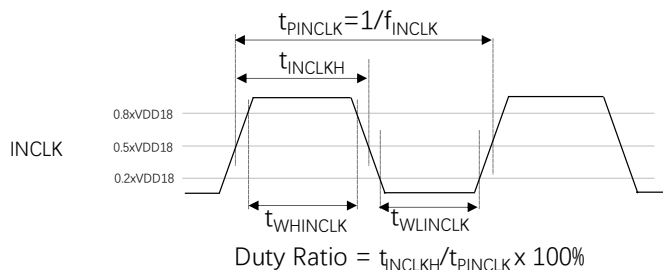 tPINCLK=1/fINCLK
tINCLKH
0.8xVDD18
INCLK
0.5xVDD18
0.2xVDD18
tWHINCLK
tWLINCLK
Duty Ratio = tINCLKH/tPINCLK x 100%